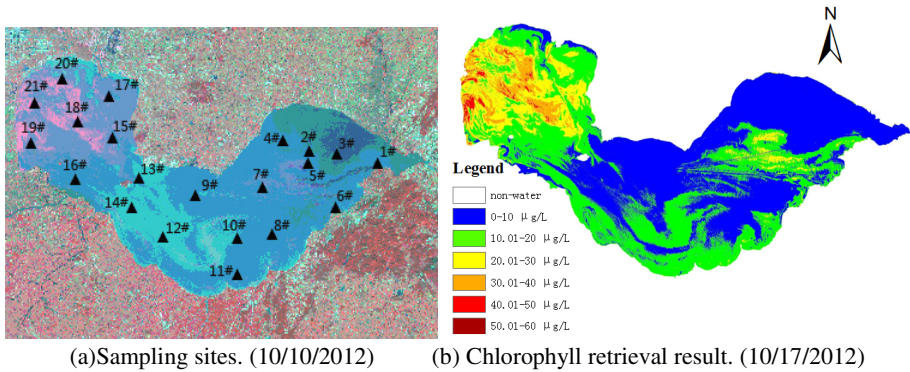 20#
17#
21#
18#
19#
15#
16#
13#
14#
12#
9#
10#
11#
8#
7#
4#
2#
3#
5#
1#
6#
N
Legend
non-water
0-10 μg/L
10.01-20 μg/L
20.01-30 μg/L
30.01-40 μg/L
40.01-50 μg/L
50.01-60 μg/L
(a)Sampling sites. (10/10/2012)
(b) Chlorophyll retrieval result. (10/17/2012)